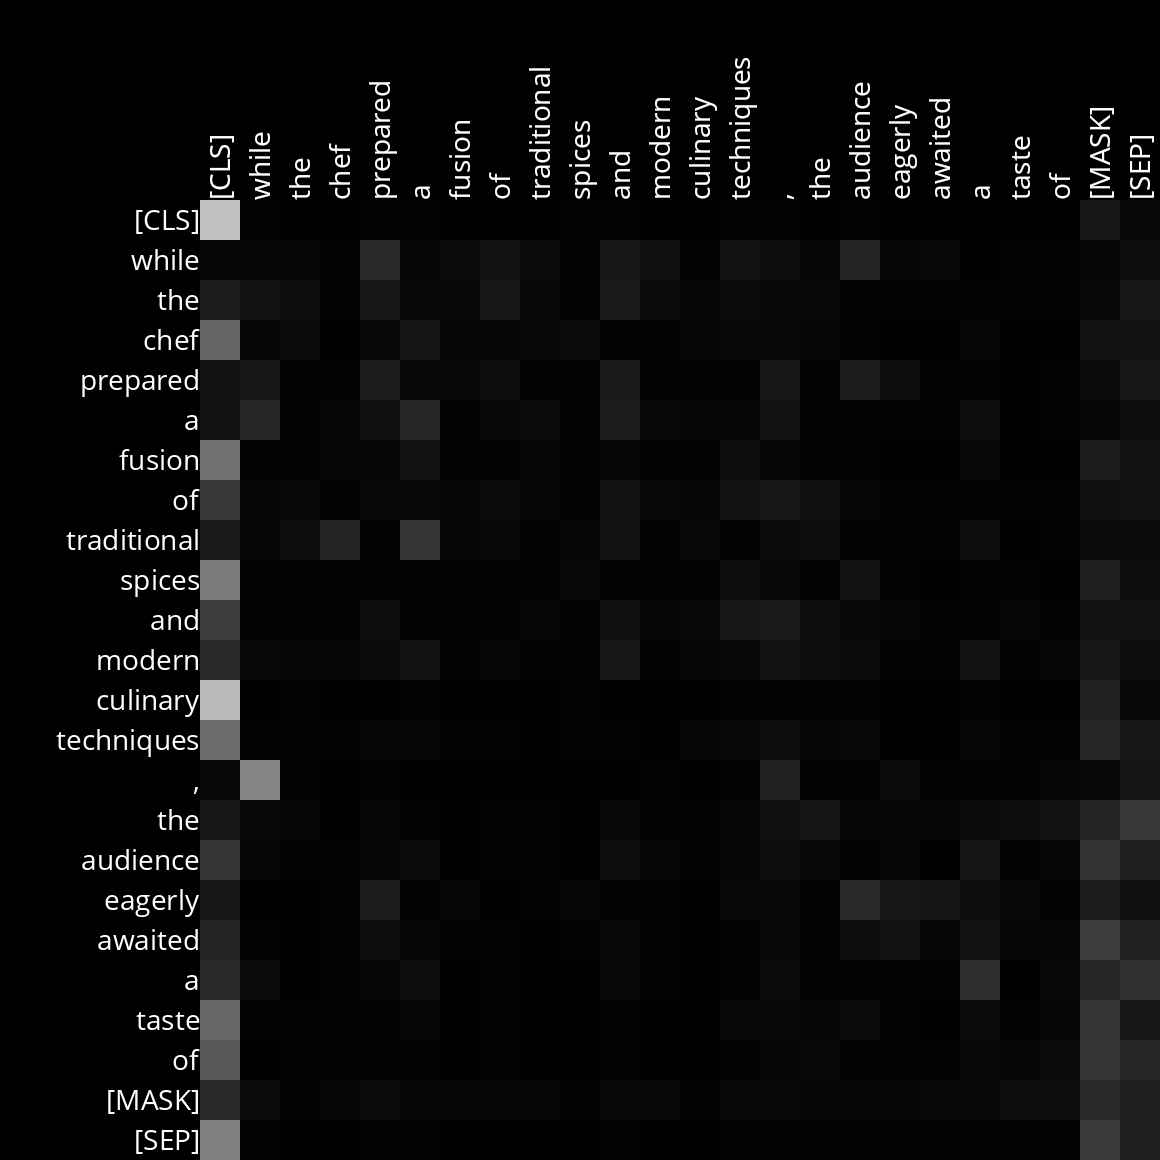 [CLS]
while
the
chef
prepared
a
fusion
of
traditional
spices
and
modern
culinary
techniques
,
the
audience
eagerly
awaited
a
taste
of
[MASK]
[SEP]
[CLS]
while
the
chef
prepared
a
fusion
of
traditional
spices
and
modern
culinary
techniques
,
the
audience
eagerly
awaited
a
taste
of
[MASK]
[SEP]